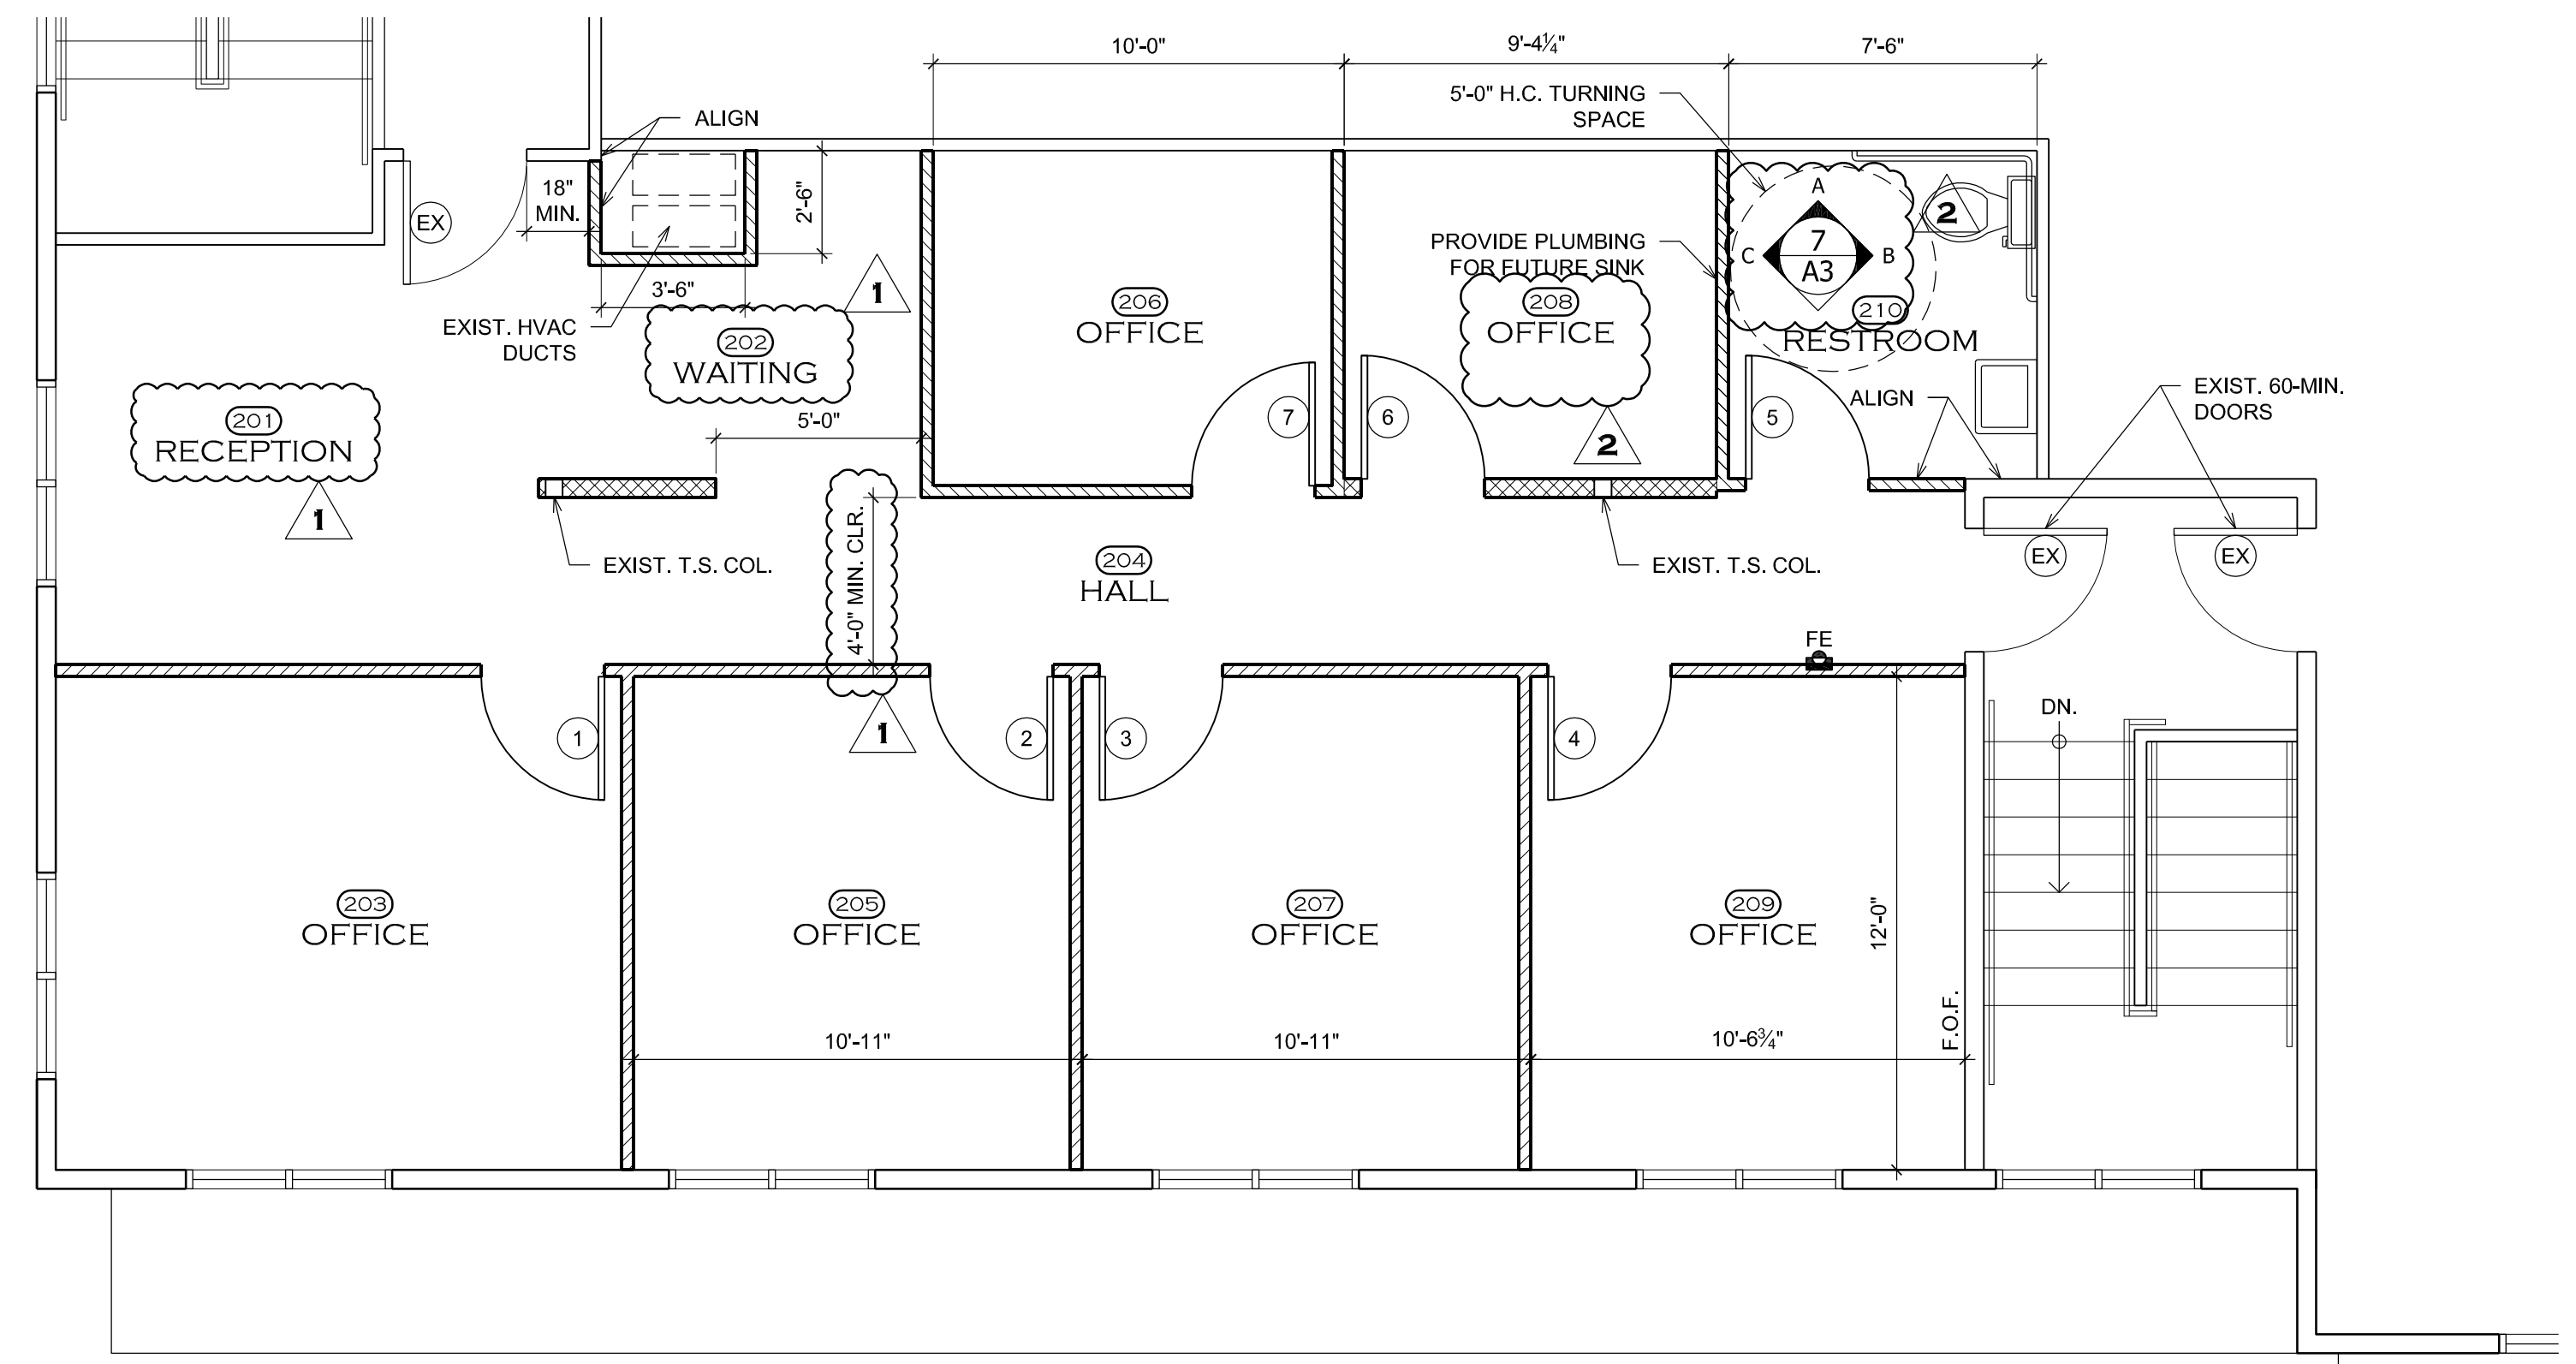 10'-0"
9'-4¼"
7'-6"
5'-0" H.C. TURNING
SPACE
ALIGN
18"
MIN.
EX
2'-6"
3'-6"
EXIST. HVAC
DUCTS
1
202
WAITING
5'-0"
201
RECEPTION
1
206
OFFICE
PROVIDE PLUMBING
FOR FUTURE SINK
208
OFFICE
2
A
C
7
A3
B
2
210
RESTROOM
7
6
5
ALIGN
EXIST. 60-MIN.
DOORS
EXIST. T.S. COL.
4'-0" MIN. CLR.
204
HALL
EXIST. T.S. COL.
EX
EX
FE
1
2
1
3
4
DN.
203
OFFICE
205
OFFICE
207
OFFICE
209
OFFICE
12'-0"
F.O.F.
10'-11"
10'-11"
10'-6¾"